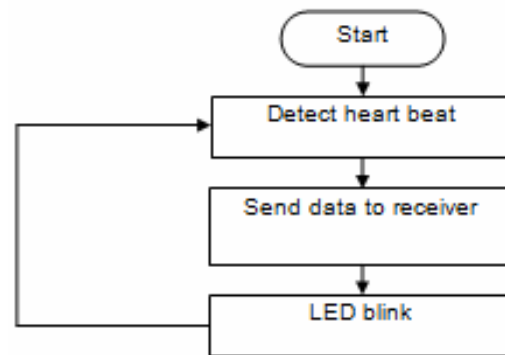 Start
Detect heart beat
Send data to receiver
LED blink